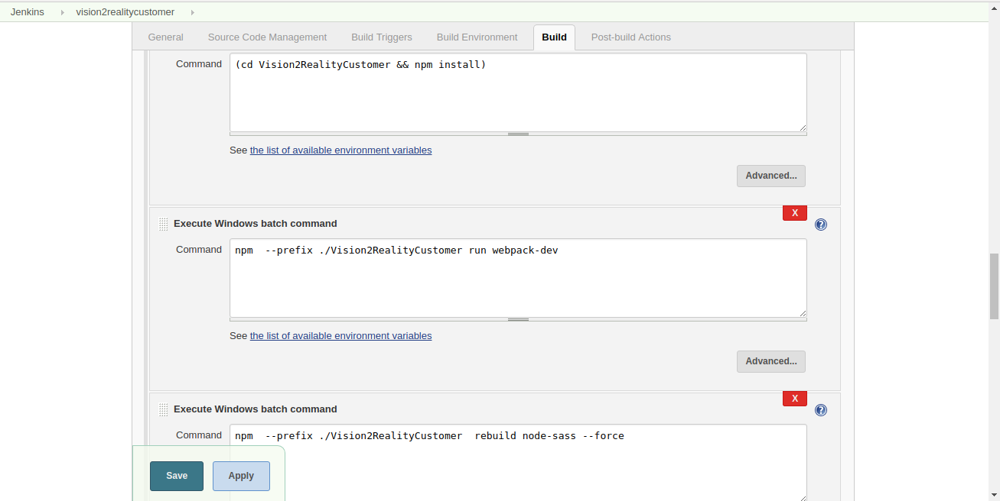 Jenkins vision2realitycustomer
General Source Code Management Build Triggers Build Environment Build Post-build Actions
Command (cd Vision2RealityCustomer && npm install)
See the list of available environment variables
Advanced...
X
Execute Windows batch command ?
Command npm  --prefix ./Vision2RealityCustomer run webpack-dev
See the list of available environment variables
Advanced...
X
Execute Windows batch command ?
Command npm  --prefix ./Vision2RealityCustomer  rebuild node-sass --force
Save Apply